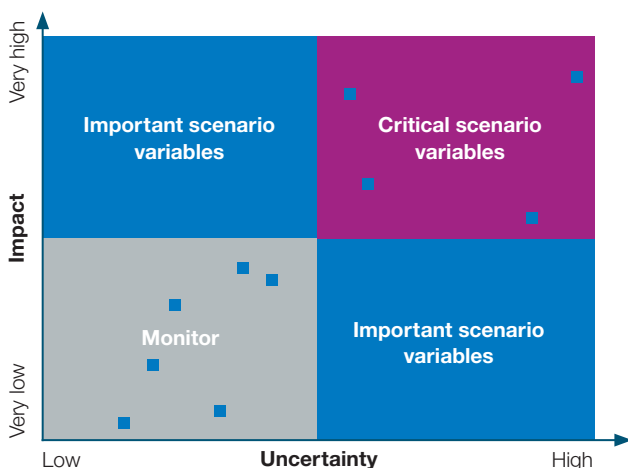 Very high
Important scenario
variables
Critical scenario
variables
Impact
Monitor
Important scenario
variables
Very low
Low
Uncertainty
High